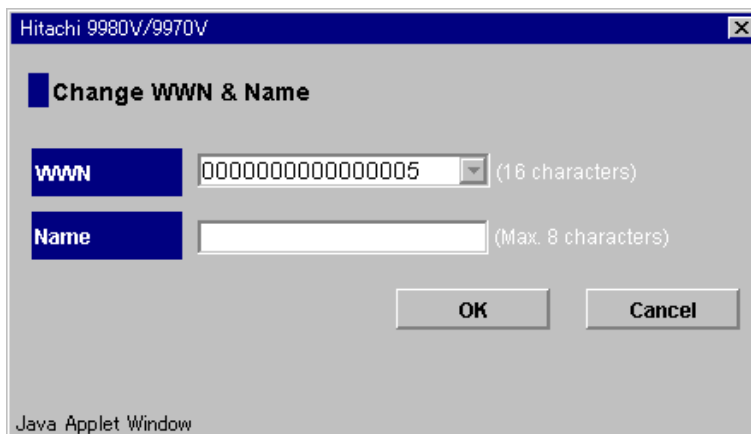 Hitachi 9980V/9970V
Change WWN & Name
WWN 0000000000000005 (16 characters)
Name (Max. 8 characters)
OK Cancel
Java Applet Window